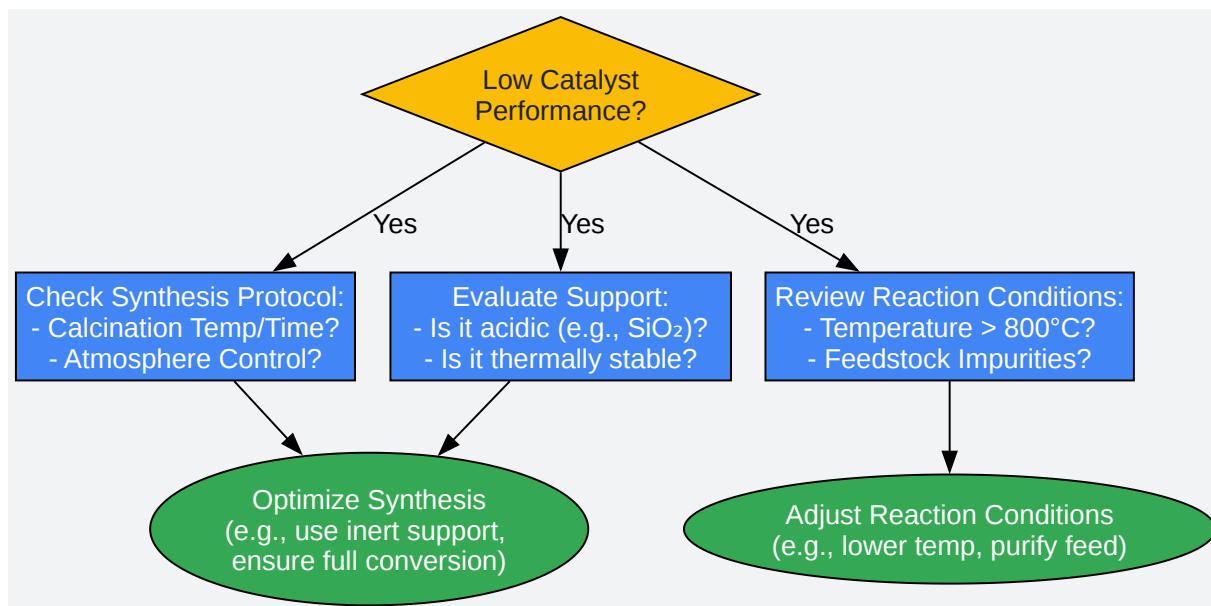 Low Catalyst
Performance?
Yes
Yes
Yes
Check Synthesis Protocol:
- Calcination Temp/Time?
- Atmosphere Control?
Evaluate Support:
- Is it acidic (e.g., SiO₂)?
- Is it thermally stable?
Review Reaction Conditions:
- Temperature > 800°C?
- Feedstock Impurities?
Optimize Synthesis
(e.g., use inert support,
ensure full conversion)
Adjust Reaction Conditions
(e.g., lower temp, purify feed)